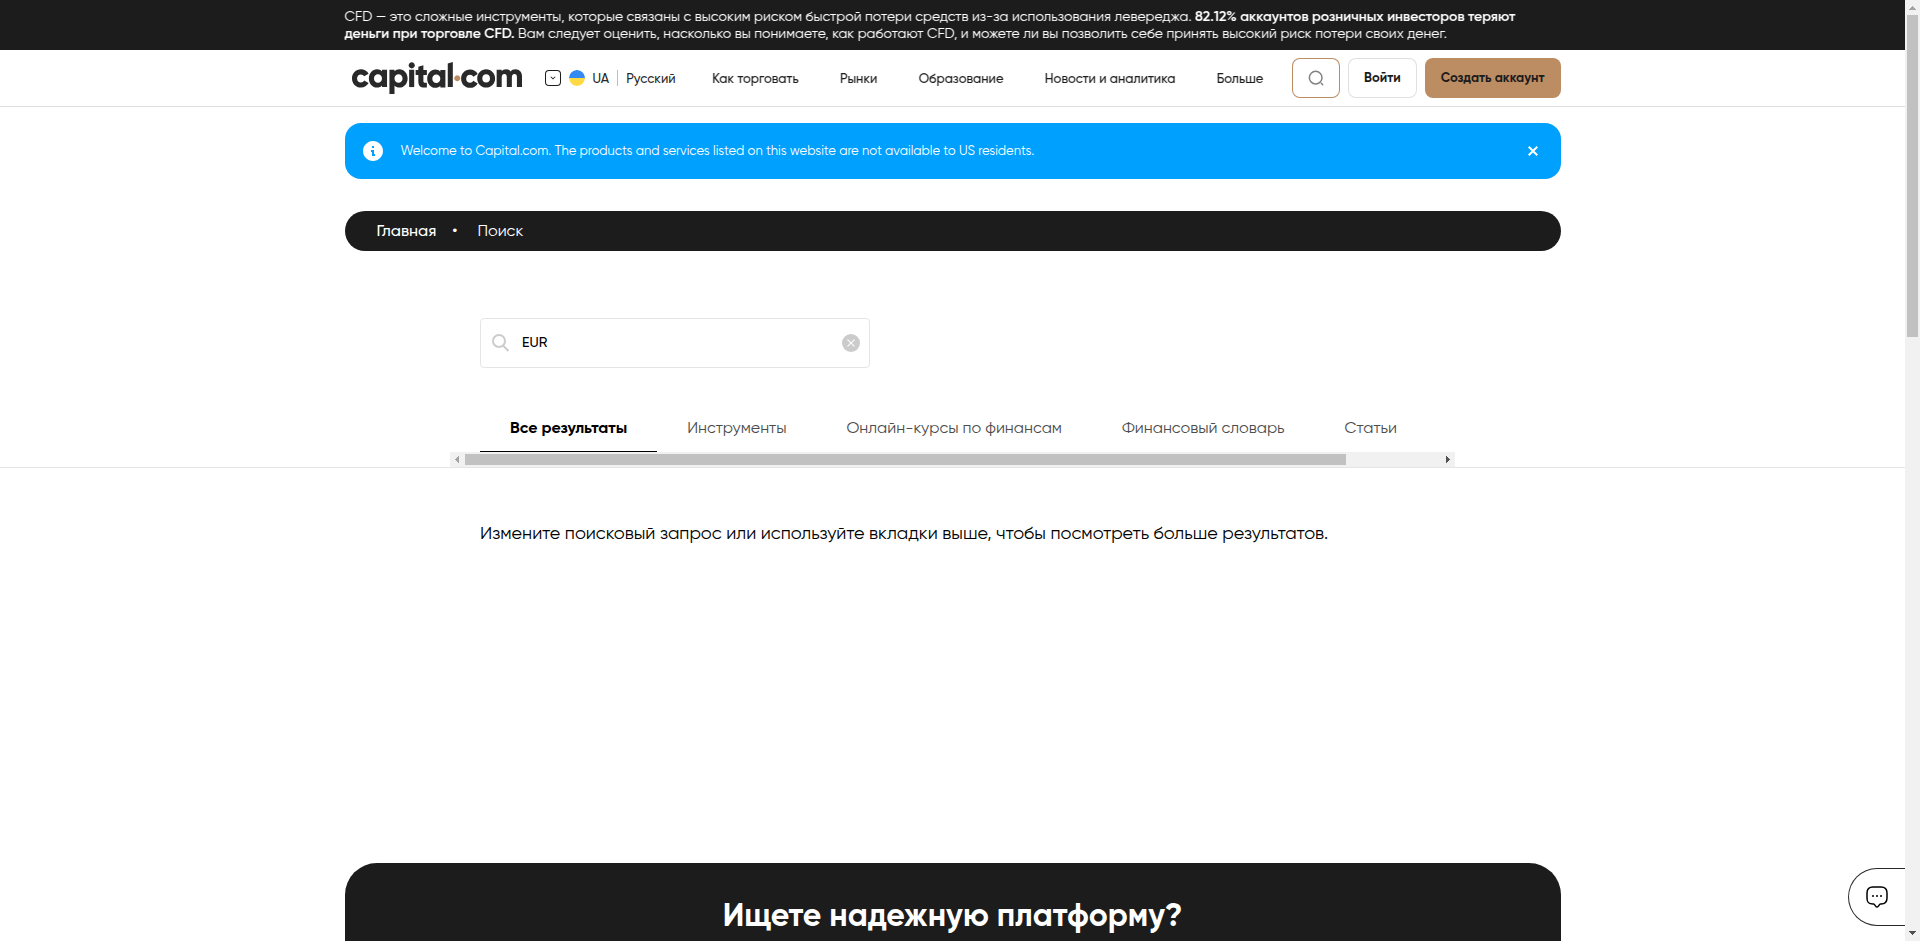 CFD — это сложные инструменты, которые связаны с высоким риском быстрой потери средств из-за использования левереджа. 82.12% аккаунтов розничных инвесторов теряют
деньги при торговле CFD. Вам следует оценить, насколько вы понимаете, как работают CFD, и можете ли вы позволить себе принять высокий риск потери своих денег.
capital.com UA Русский Как торговать Рынки Образование Новости и аналитика Больше Войти Создать аккаунт
Welcome to Capital.com. The products and services listed on this website are not available to US residents.
Главная • Поиск
EUR
Все результаты Инструменты Онлайн-курсы по финансам Финансовый словарь Статьи
Измените поисковый запрос или используйте вкладки выше, чтобы посмотреть больше результатов.
Ищете надежную платформу?